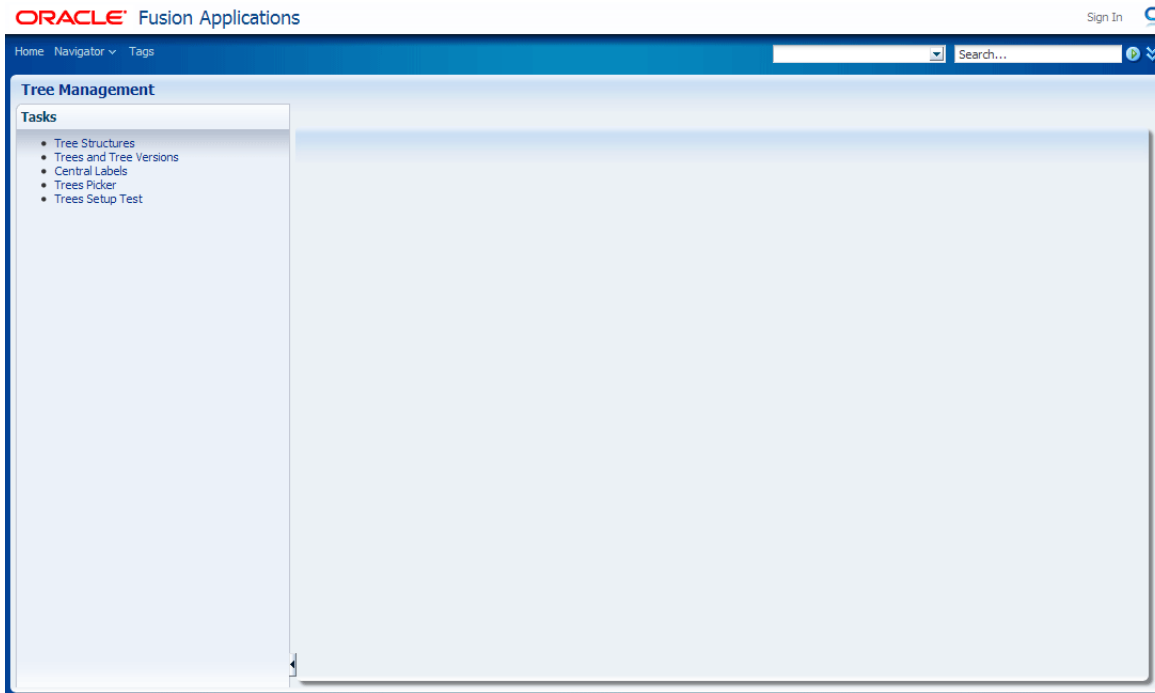 ORACLE Fusion Applications
Sign In
Home Navigator Tags
Search...
Tree Management
Tasks
Tree Structures
Trees and Tree Versions
Central Labels
Trees Picker
Trees Setup Test